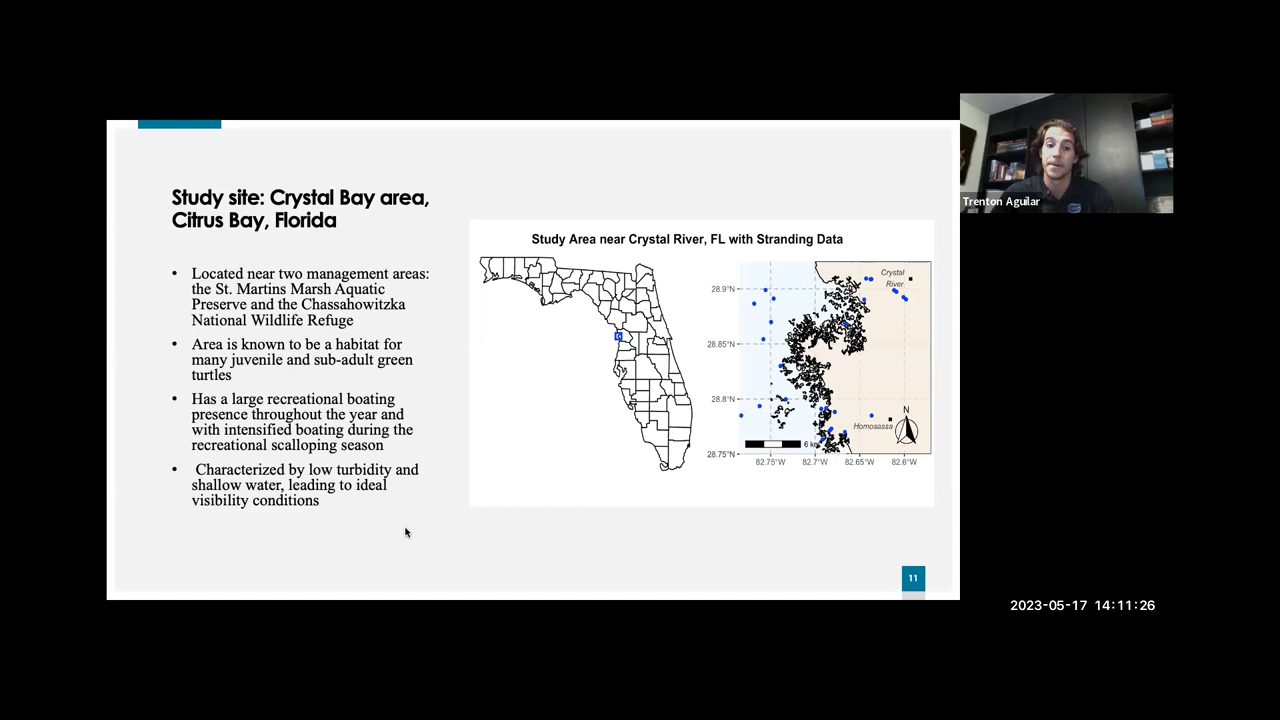 Study site: Crystal Bay area,
Citrus Bay, Florida
• Located near two management areas:
the St. Martins Marsh Aquatic
Preserve and the Chassahowitzka
National Wildlife Refuge
• Area is known to be a habitat for
many juvenile and sub-adult green
turtles
• Has a large recreational boating
presence throughout the year and
with intensified boating during the
recreational scalloping season
• Characterized by low turbidity and
shallow water, leading to ideal
visibility conditions
Study Area near Crystal River, FL with Stranding Data
Crystal
River
28.9°N
28.85°N
28.8°N
28.75°N
N
Homosassa
6 km
82.75°W 82.7°W 82.65°W 82.6°W
11
Trenton Aguilar
2023-05-17 14:11:26